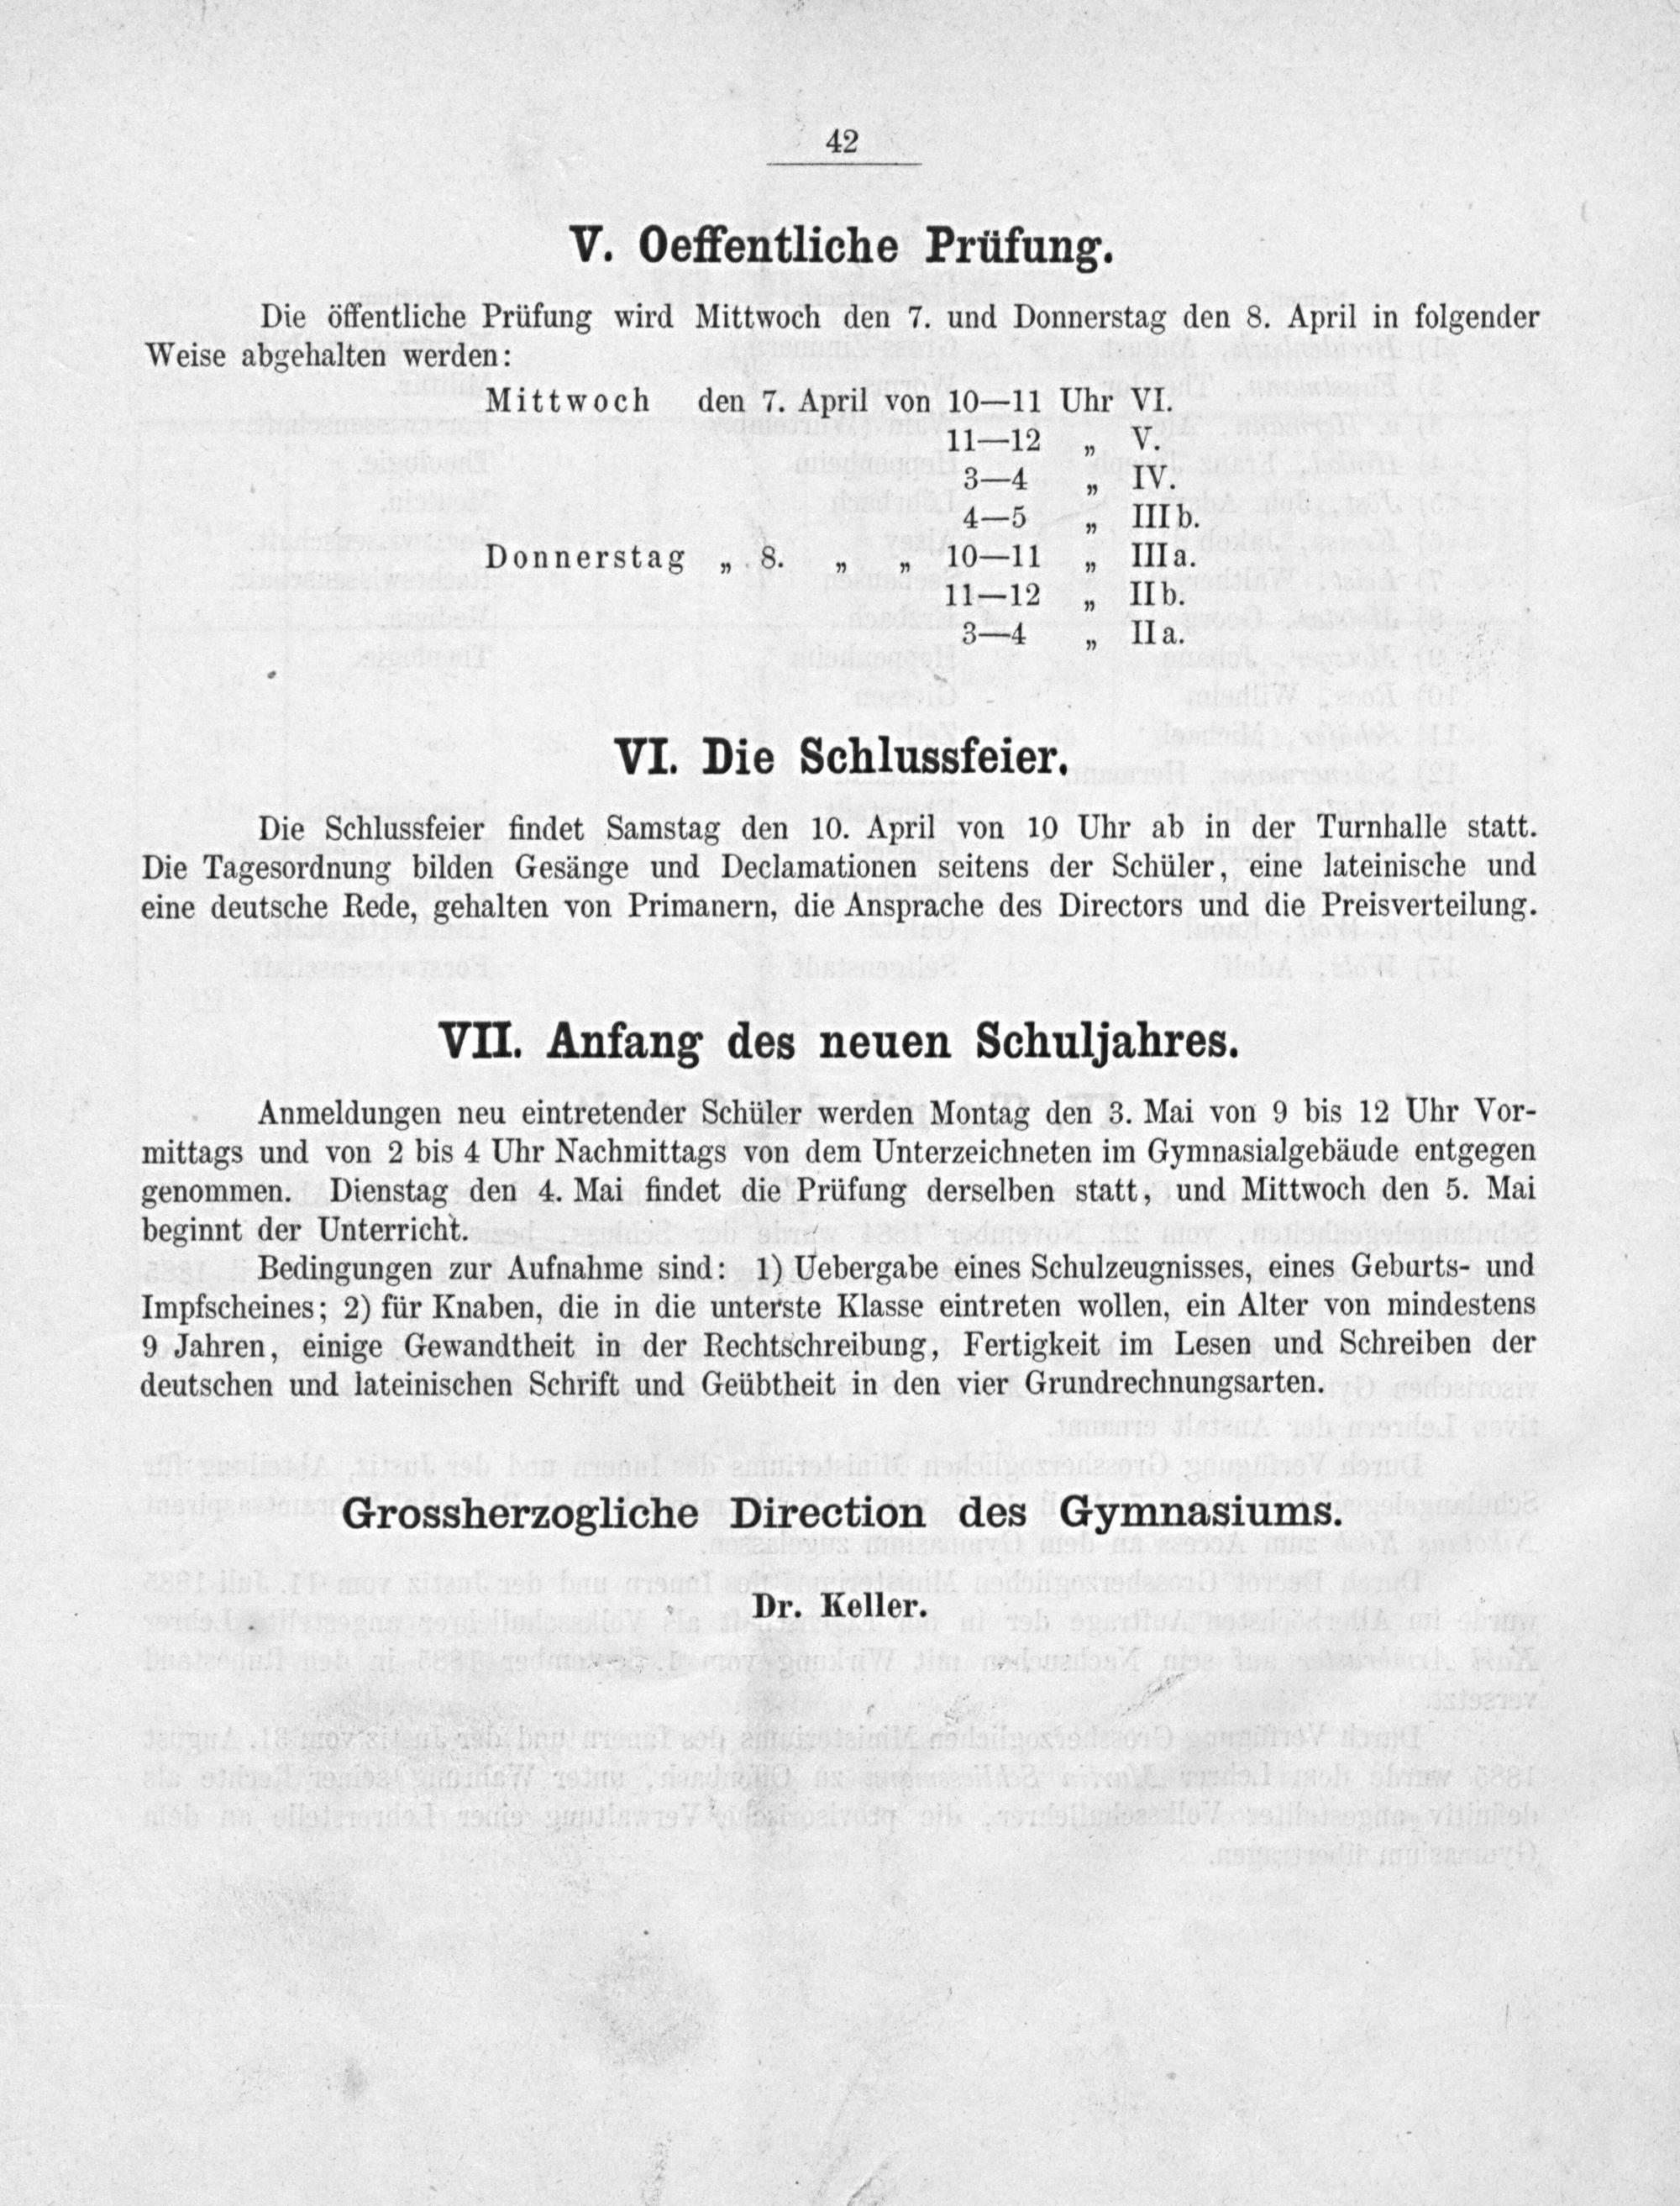 42
V. Oeffentliche Prüfung.
Die öffentliche Prüfung wird Mittwoch den 7. und Donnerstag den 8. April in folgender
Weise abgehalten werden:
Mittwoch den 7. April von 10—11 Uhr VI.
11—12 „ V.
3—4 „ IV.
4—5 „ III b.
Donnerstag „ 8. „ „ 10—11 „ III a.
11—12 „ II b.
3—4 „ II a.
VI. Die Schlussfeier.
Die Schlussfeier findet Samstag den 10. April von 10 Uhr ab in der Turnhalle statt.
Die Tagesordnung bilden Gesänge und Declamationen seitens der Schüler, eine lateinische und
eine deutsche Rede, gehalten von Primanern, die Ansprache des Directors und die Preisverteilung.
VII. Anfang des neuen Schuljahres.
Anmeldungen neu eintretender Schüler werden Montag den 3. Mai von 9 bis 12 Uhr Vor-
mittags und von 2 bis 4 Uhr Nachmittags von dem Unterzeichneten im Gymnasialgebäude entgegen
genommen. Dienstag den 4. Mai findet die Prüfung derselben statt, und Mittwoch den 5. Mai
beginnt der Unterricht.
Bedingungen zur Aufnahme sind: 1) Uebergabe eines Schulzeugnisses, eines Geburts- und
Impfscheines; 2) für Knaben, die in die unterste Klasse eintreten wollen, ein Alter von mindestens
9 Jahren, einige Gewandtheit in der Rechtschreibung, Fertigkeit im Lesen und Schreiben der
deutschen und lateinischen Schrift und Geübtheit in den vier Grundrechnungsarten.
Grossherzogliche Direction des Gymnasiums.
Dr. Keller.